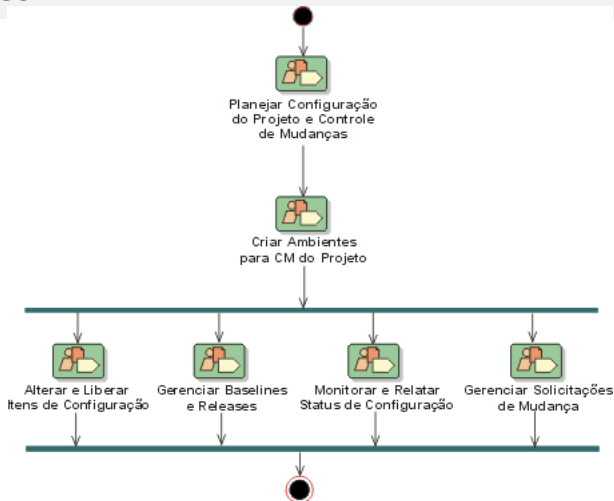 Planejar Configuração
do Projeto e Controle
de Mudanças
Criar Ambientes
para CM do Projeto
Alterar e Liberar
Itens de Configuração
Gerenciar Baselines
e Releases
Monitorar e Relatar
Status de Configuração
Gerenciar Solicitações
de Mudança